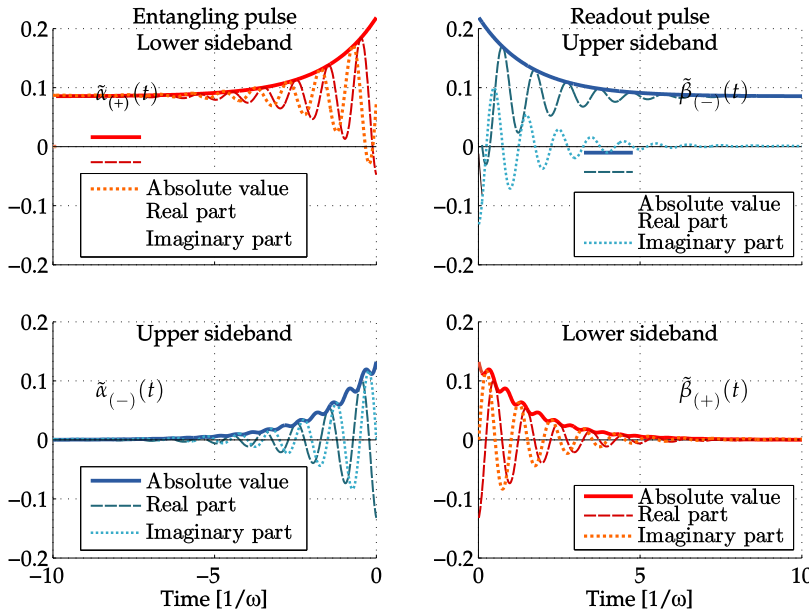 Entangling pulse
Lower sideband
0.2
0.1
0
−0.1
−0.2
α̃(+)(t)
Absolute value
Real part
Imaginary part
Readout pulse
Upper sideband
0.2
0.1
0
−0.1
−0.2
β̃(−)(t)
Absolute value
Real part
Imaginary part
Upper sideband
0.2
0.1
0
−0.1
−0.2
α̃(−)(t)
Absolute value
Real part
Imaginary part
−10 −5 0
Time [1/ω]
Lower sideband
0.2
0.1
0
−0.1
−0.2
β̃(+)(t)
Absolute value
Real part
Imaginary part
0 5 10
Time [1/ω]